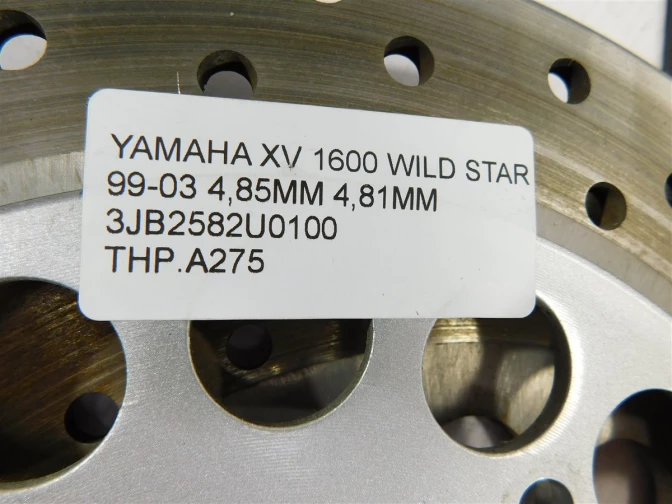 YAMAHA XV 1600 WILD STAR
99-03 4,85MM 4,81MM
3JB2582U0100
THP.A275